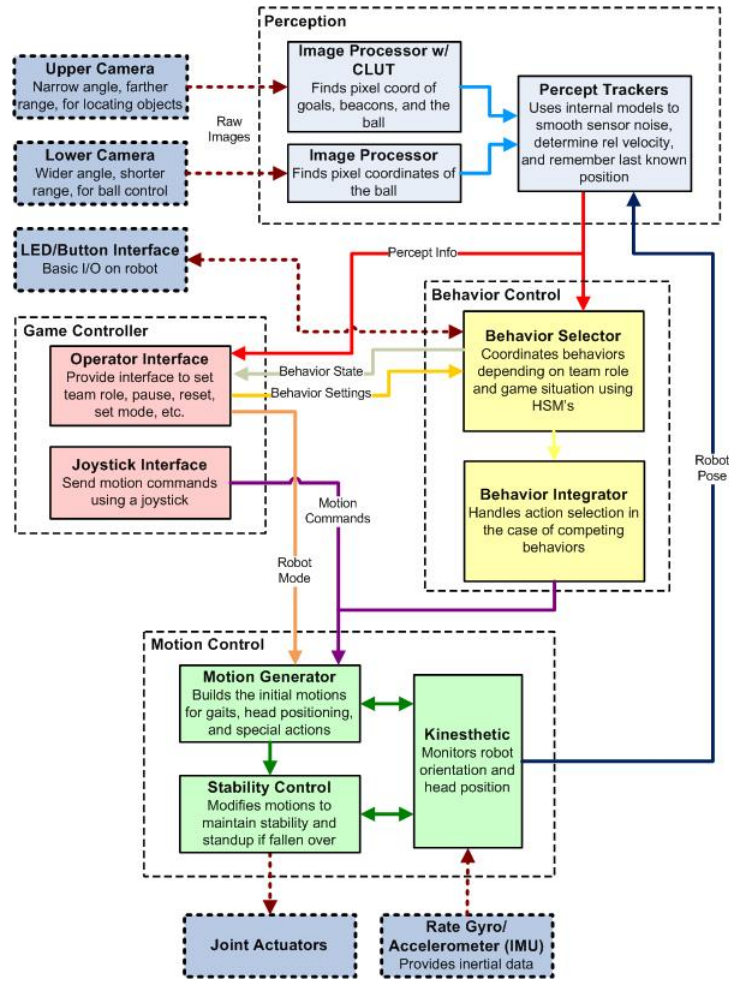 Perception
Upper Camera
Narrow angle, farther
range, for locating objects
Image Processor w/
CLUT
Finds pixel coord of
goals, beacons, and the
ball
Percept Trackers
Uses internal models to
smooth sensor noise,
determine rel velocity,
and remember last known
position
Raw
Images
Lower Camera
Wider angle, shorter
range, for ball control
Image Processor
Finds pixel coordinates of
the ball
LED/Button Interface
Basic I/O on robot
Percept Info
Behavior Control
Game Controller
Operator Interface
Provide interface to set
team role, pause, reset,
set mode, etc.
Behavior State
Behavior Settings
Behavior Selector
Coordinates behaviors
depending on team role
and game situation using
HSM's
Joystick Interface
Send motion commands
using a joystick
Motion
Commands
Behavior Integrator
Handles action selection
in the case of competing
behaviors
Robot
Pose
Robot
Mode
Motion Control
Motion Generator
Builds the initial motions
for gaits, head positioning,
and special actions
Kinesthetic
Monitors robot
orientation and
head position
Stability Control
Modifies motions to
maintain stability and
standup if fallen over
Joint Actuators
Rate Gyro/
Accelerometer (IMU)
Provides inertial data